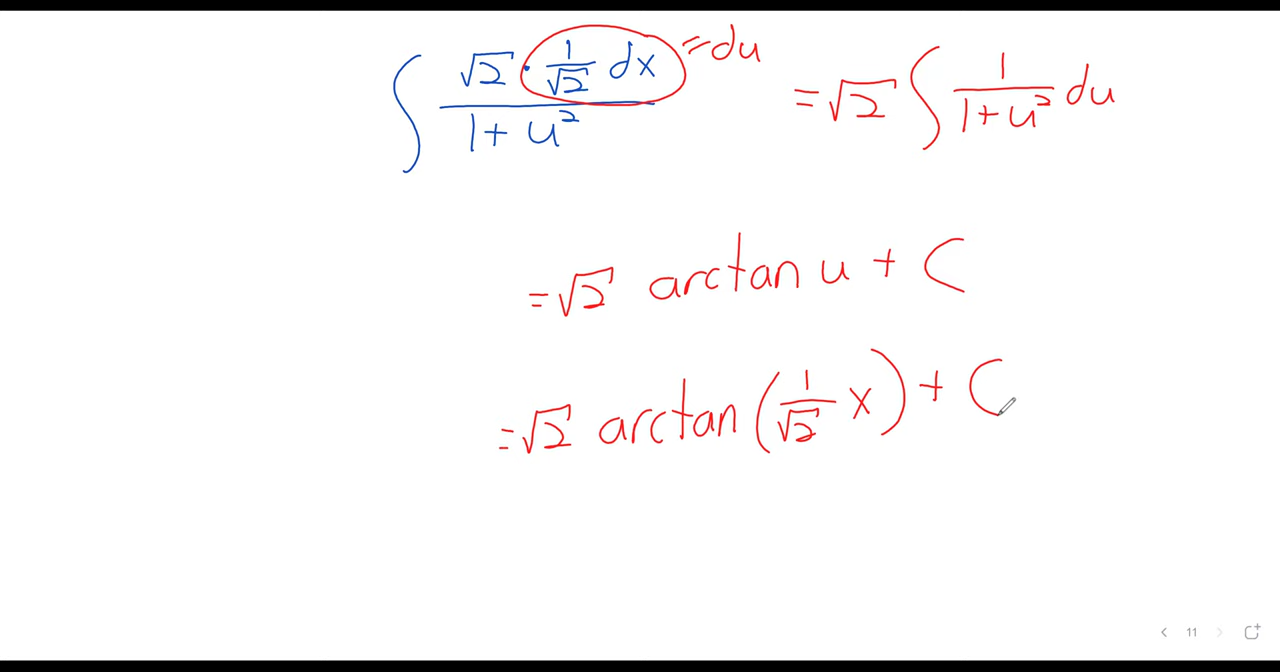 ∫ (√2 · 1/√2 dx)/(1 + u²) = du = √2 ∫ 1/(1+u²) du
= √2 arctan u + C
= √2 arctan(1/√2 x) + C
11